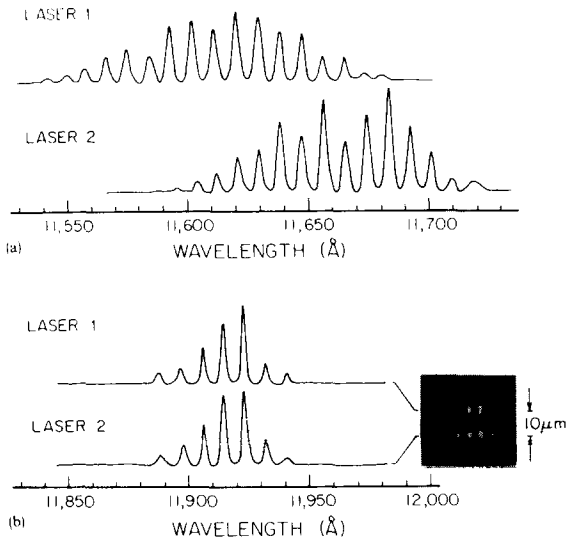 LASER 1
LASER 2
11,550 11,600 11,650 11,700
(a) WAVELENGTH (Å)
LASER 1
LASER 2
10μm
11,850 11,900 11,950 12,000
(b) WAVELENGTH (Å)